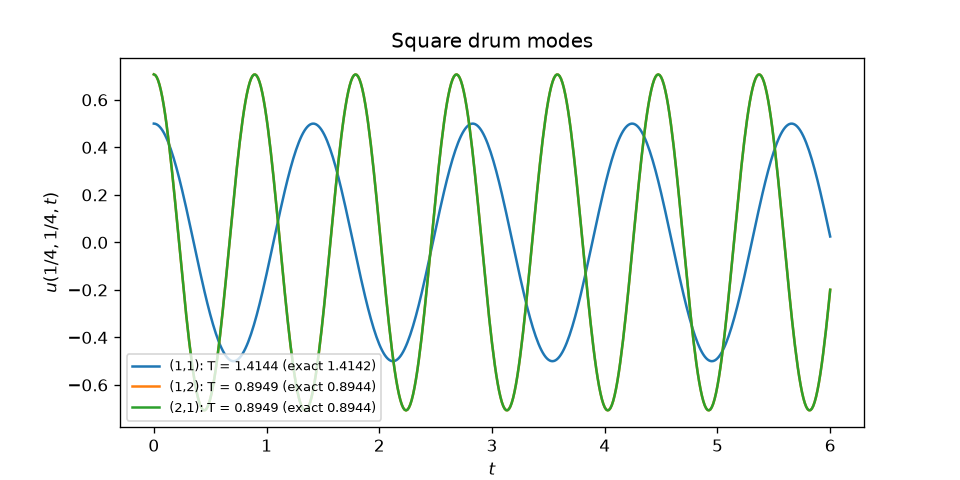 Square drum modes
u(1/4, 1/4, t)
0.6
0.4
0.2
0.0
−0.2
−0.4
−0.6
(1,1): T = 1.4144 (exact 1.4142)
(1,2): T = 0.8949 (exact 0.8944)
(2,1): T = 0.8949 (exact 0.8944)
0 1 2 3 4 5 6
t